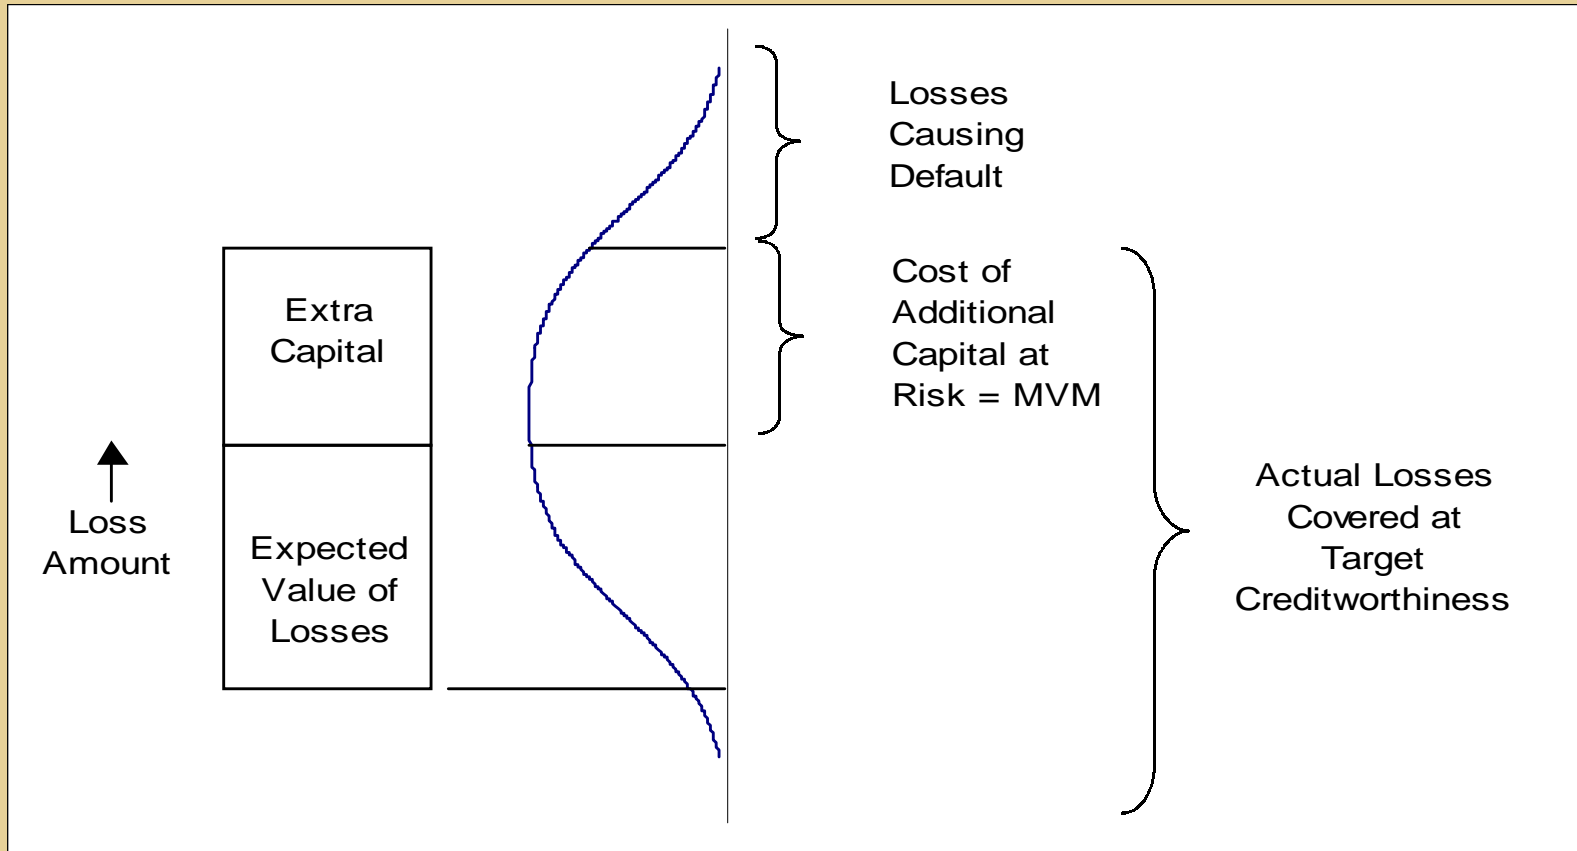 Losses
Causing
Default
Extra
Capital
Cost of
Additional
Capital at
Risk = MVM
Loss
Amount
Expected
Value of
Losses
Actual Losses
Covered at
Target
Creditworthiness